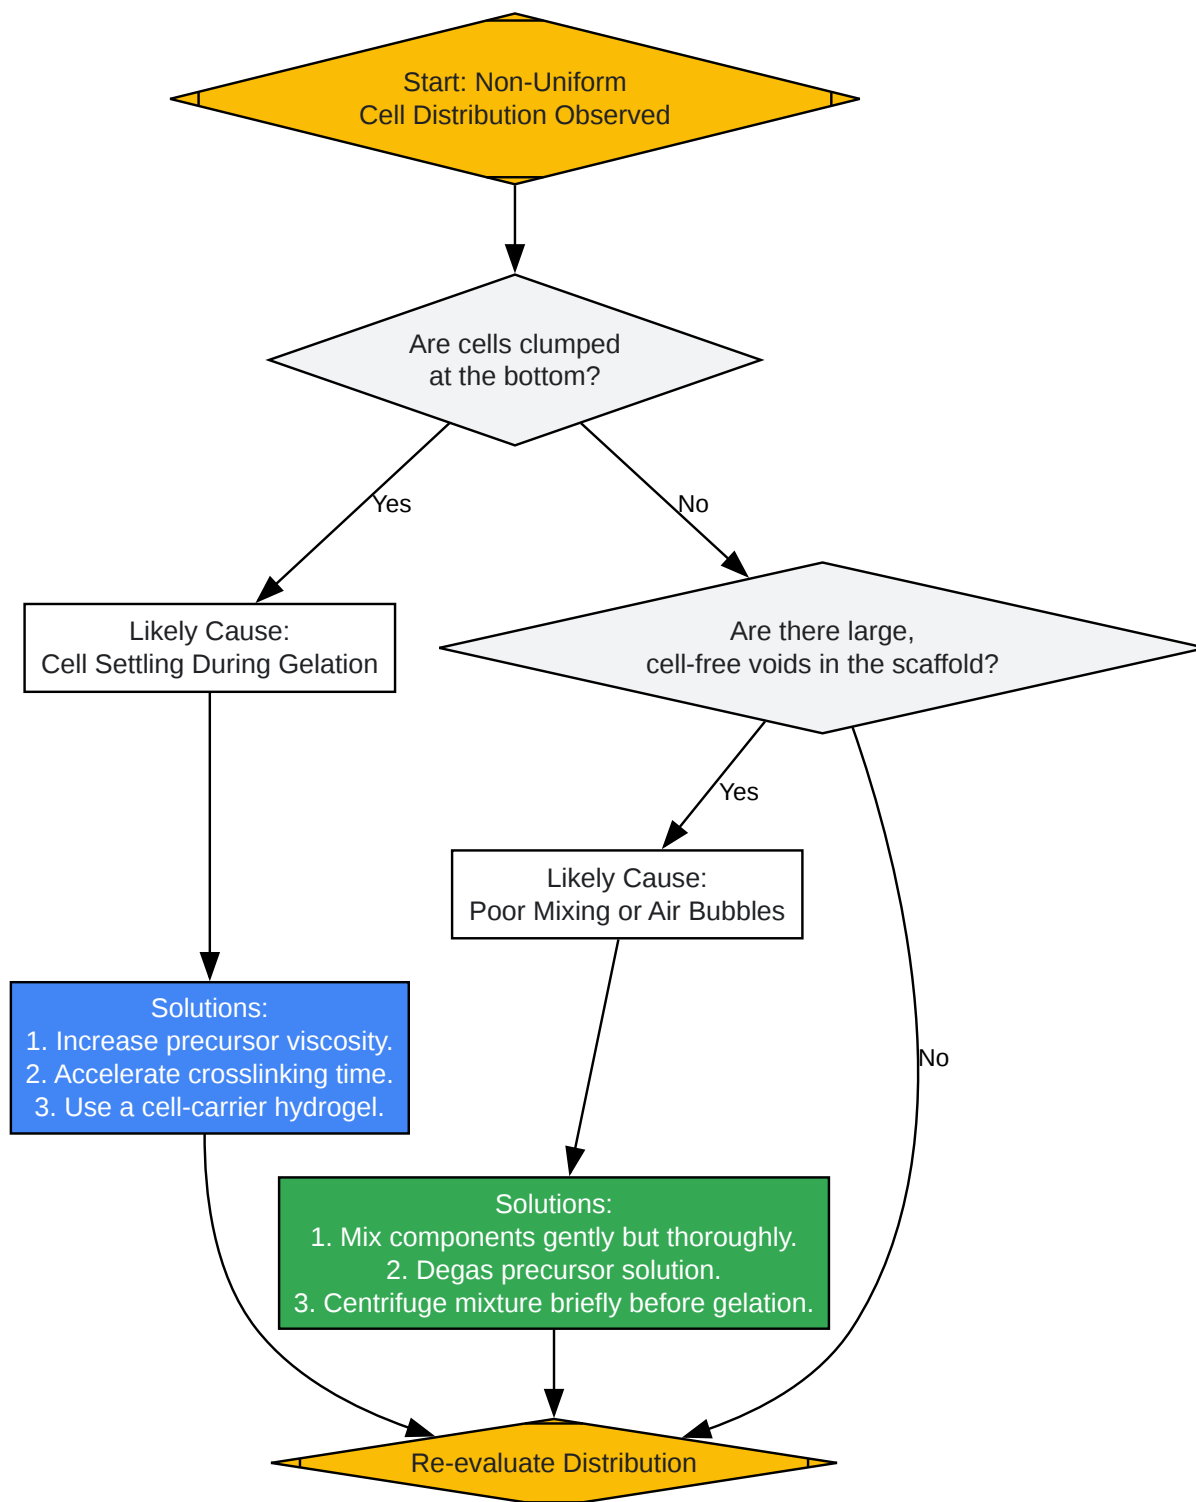 Start: Non-Uniform
Cell Distribution Observed
Are cells clumped
at the bottom?
Yes
No
Likely Cause:
Cell Settling During Gelation
Are there large,
cell-free voids in the scaffold?
Yes
Likely Cause:
Poor Mixing or Air Bubbles
Solutions:
1. Increase precursor viscosity.
2. Accelerate crosslinking time.
3. Use a cell-carrier hydrogel.
No
Solutions:
1. Mix components gently but thoroughly.
2. Degas precursor solution.
3. Centrifuge mixture briefly before gelation.
Re-evaluate Distribution